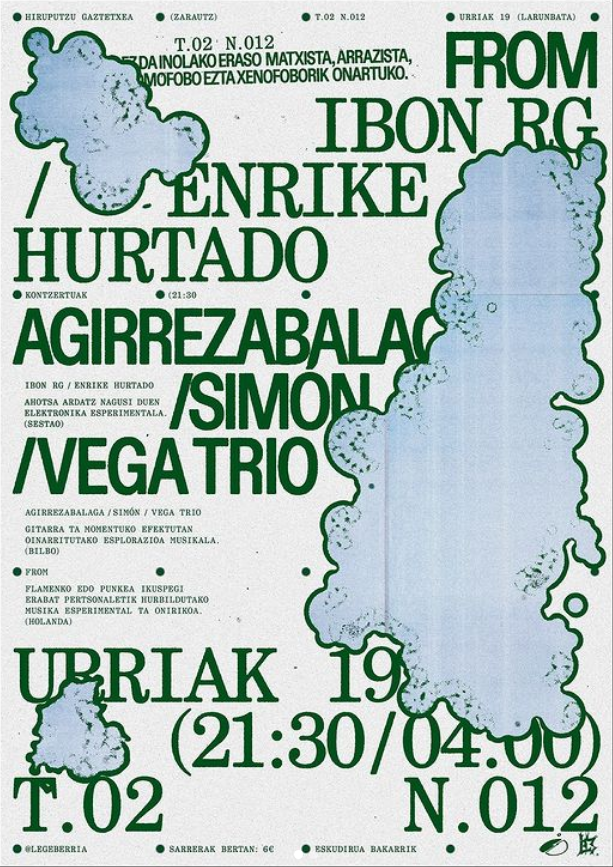 HIRUPUTZU GAZTETXEA (ZARAUTZ) T.02 N.012 URRIAK 19 (LARUNBATA)
T.02 N.012
EZ DA INOLAKO ERASO MATXISTA, ARRAZISTA,
OMOFOBO EZTA XENOFOBORIK ONARTUKO.
FROM
IBON RG
/ ENRIKE
HURTADO
KONTZERTUAK (21:30
AGIRREZABALAG
/SIMÓN
/VEGA TRIO
IBON RG / ENRIKE HURTADO
AHOTSA ARDATZ NAGUSI DUEN
ELEKTRONIKA ESPERIMENTALA.
(SESTAO)
AGIRREZABALAGA / SIMÓN / VEGA TRIO
GITARRA TA MOMENTUKO EFEKTUTAN
OINARRITUTAKO ESPLORAZIOA MUSIKALA.
(BILBO)
FROM
FLAMENKO EDO PUNKEA IKUSPEGI
ERABAT PERTSONALETIK HURBILDUTAKO
MUSIKA ESPERIMENTAL TA ONIRIKOA.
(HOLANDA)
URRIAK 19
(21:30/04:00)
T.02 N.012
@LEGEBERRIA SARRERAK BERTAN: 6€ ESKUDIRUA BAKARRIK